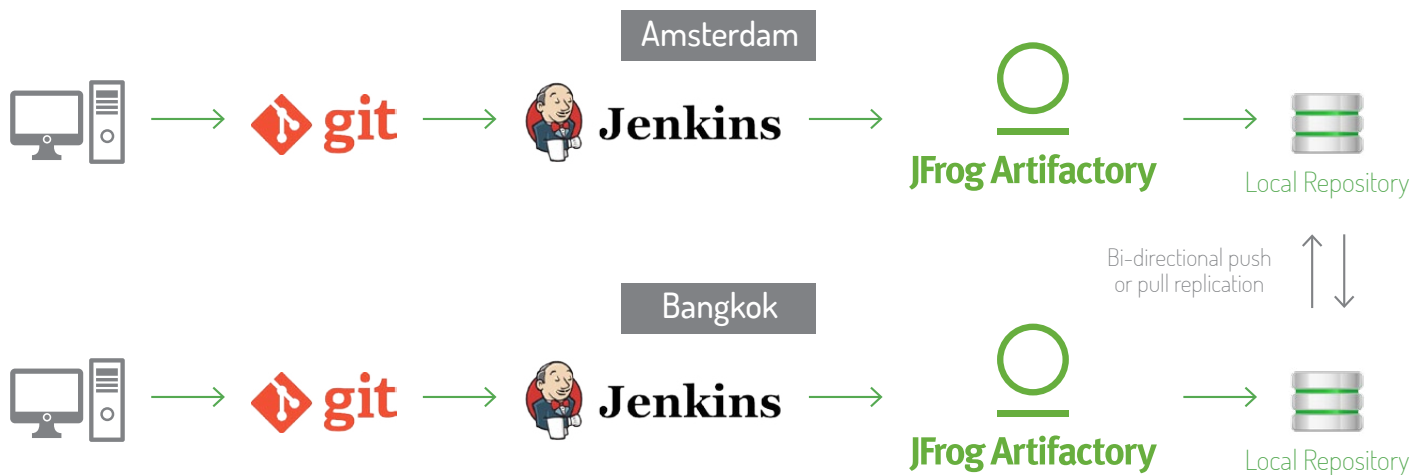 Amsterdam
git
Jenkins
JFrog Artifactory
Local Repository
Bi-directional push
or pull replication
Bangkok
git
Jenkins
JFrog Artifactory
Local Repository